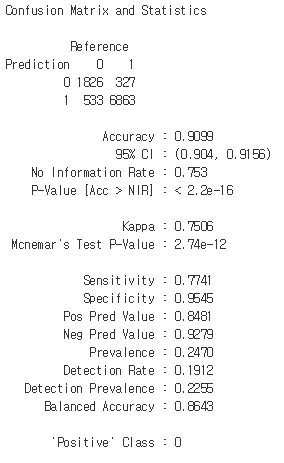 Confusion Matrix and Statistics
Reference
Prediction 0 1
0 1826 327
1 533 6863
Accuracy : 0.9099
95% CI : (0.904, 0.9156)
No Information Rate : 0.753
P-Value [Acc > NIR] : < 2.2e-16
Kappa : 0.7506
Mcnemar's Test P-Value : 2.74e-12
Sensitivity : 0.7741
Specificity : 0.9545
Pos Pred Value : 0.8481
Neg Pred Value : 0.9279
Prevalence : 0.2470
Detection Rate : 0.1912
Detection Prevalence : 0.2255
Balanced Accuracy : 0.8643
'Positive' Class : 0